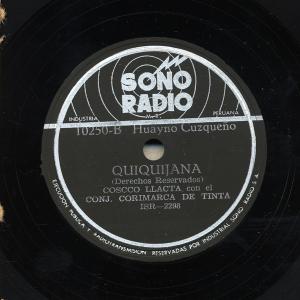 SONO
RADIO
M.R.
INDUSTRIA PERUANA
10250-B Huayno Cuzqueño
QUIQUIJANA
(Derechos Reservados)
COSCCO LLACTA con el
CONJ. CORIMARCA DE TINTA
ISR-2298
EJECUCION PUBLICA Y RADIOTRANSMISION RESERVADAS POR INDUSTRIAL SONO RADIO S A